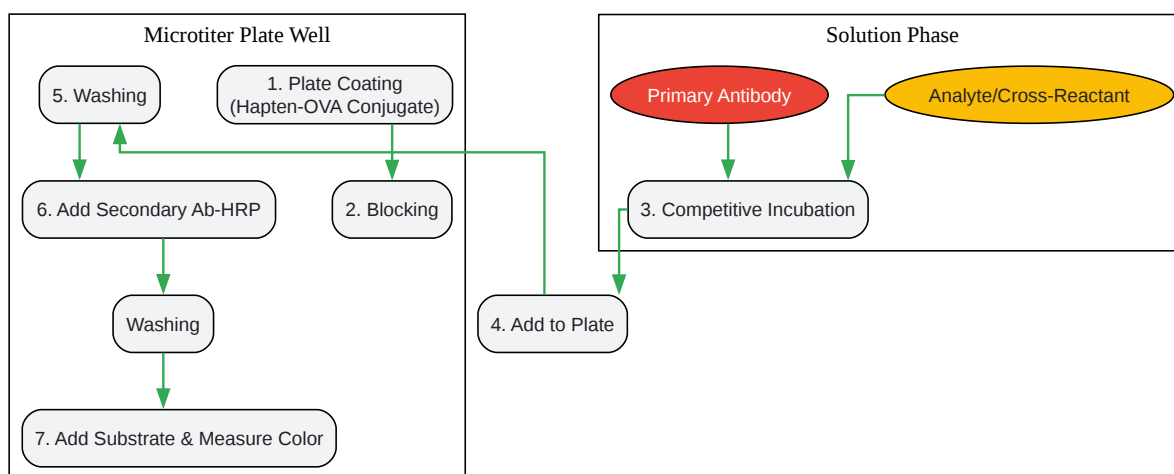 Microtiter Plate Well
5. Washing
1. Plate Coating
(Hapten-OVA Conjugate)
6. Add Secondary Ab-HRP
2. Blocking
Washing
7. Add Substrate & Measure Color
4. Add to Plate
Solution Phase
Primary Antibody
Analyte/Cross-Reactant
3. Competitive Incubation